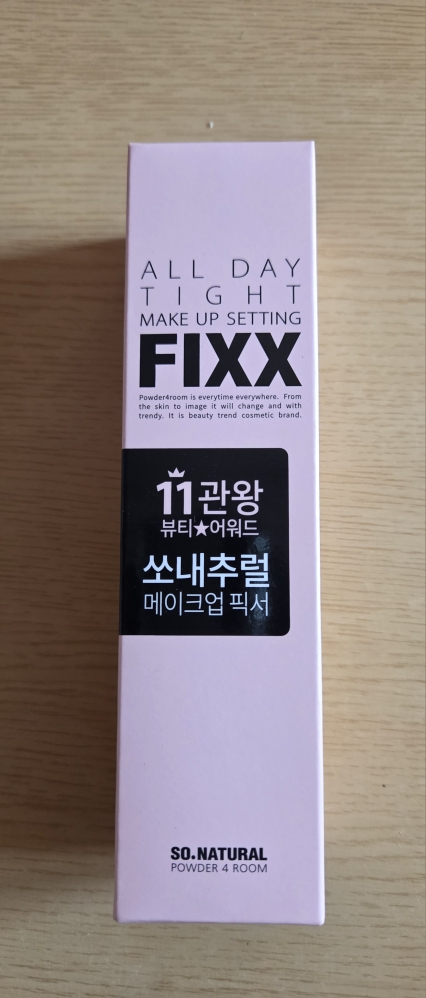 ALL DAY
TIGHT
MAKE UP SETTING
FIXX
Powder4room is everytime everywhere. From
the skin to image it will change and with
trendy. It is beauty trend cosmetic brand.
11관왕
뷰티★어워드
쏘내추럴
메이크업 픽서
SO.NATURAL
POWDER 4 ROOM